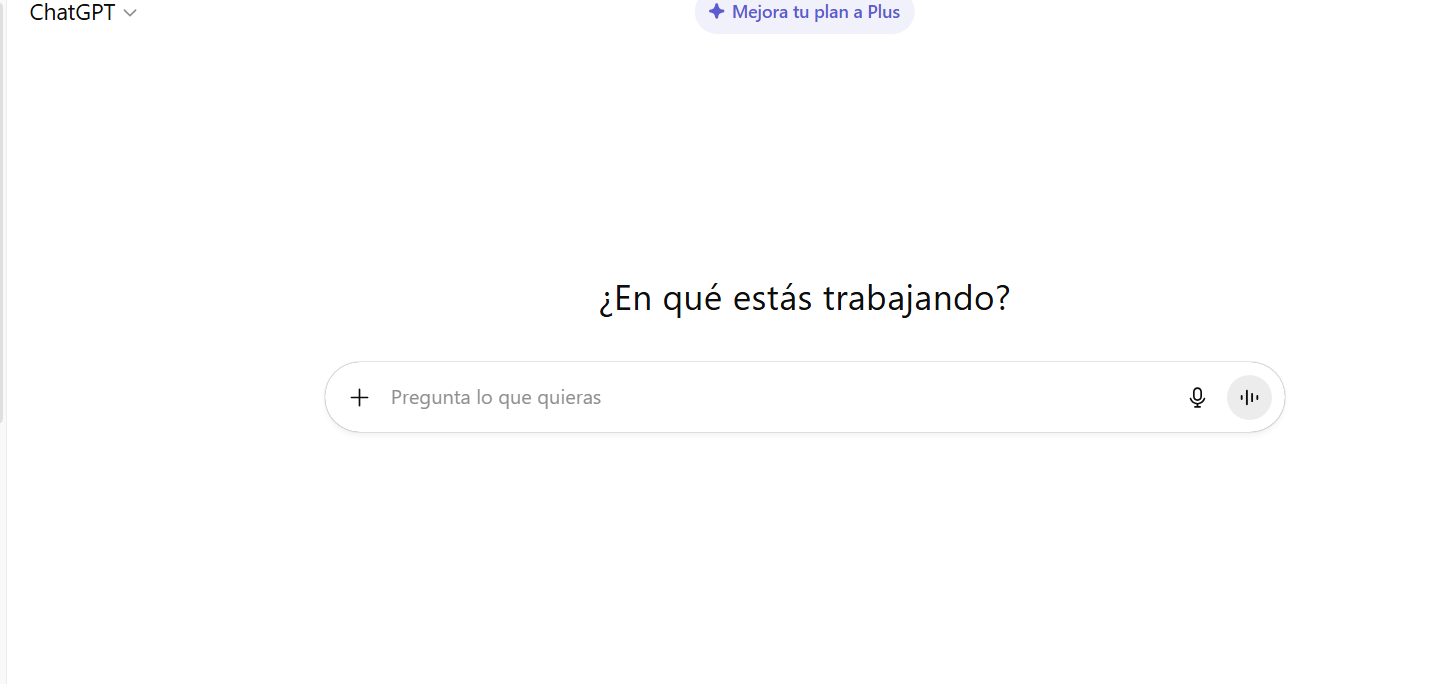 ChatGPT
Mejora tu plan a Plus
¿En qué estás trabajando?
Pregunta lo que quieras